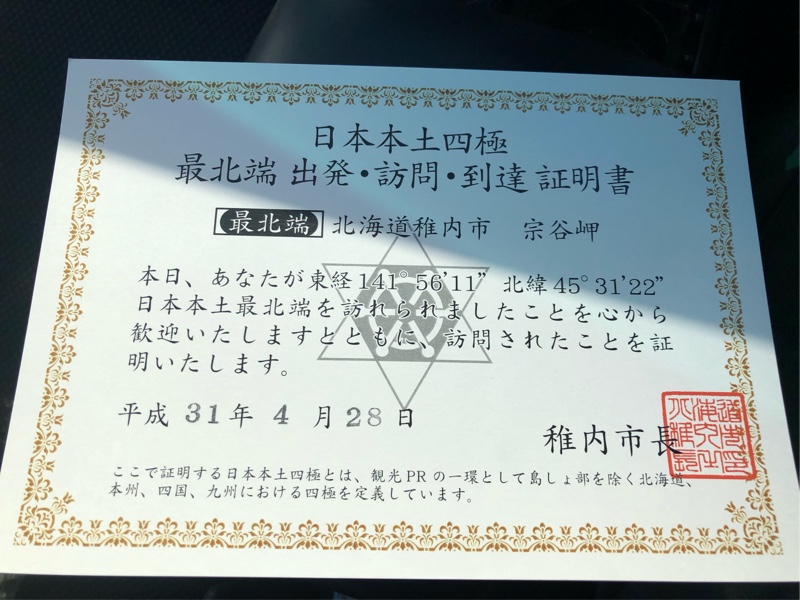 日本本土四極
最北端 出発・訪問・到達 証明書
最北端 北海道稚内市 宗谷岬
本日、あなたが東経141°56'11” 北緯45°31'22”
日本本土最北端を訪れられましたことを心から
歓迎いたしますとともに、訪問されたことを証
明いたします。
平成 31年 4 月 28 日
稚内市長
ここで証明する日本本土四極とは、観光PRの一環として島しょ部を除く北海道、
本州、四国、九州における四極を定義しています。